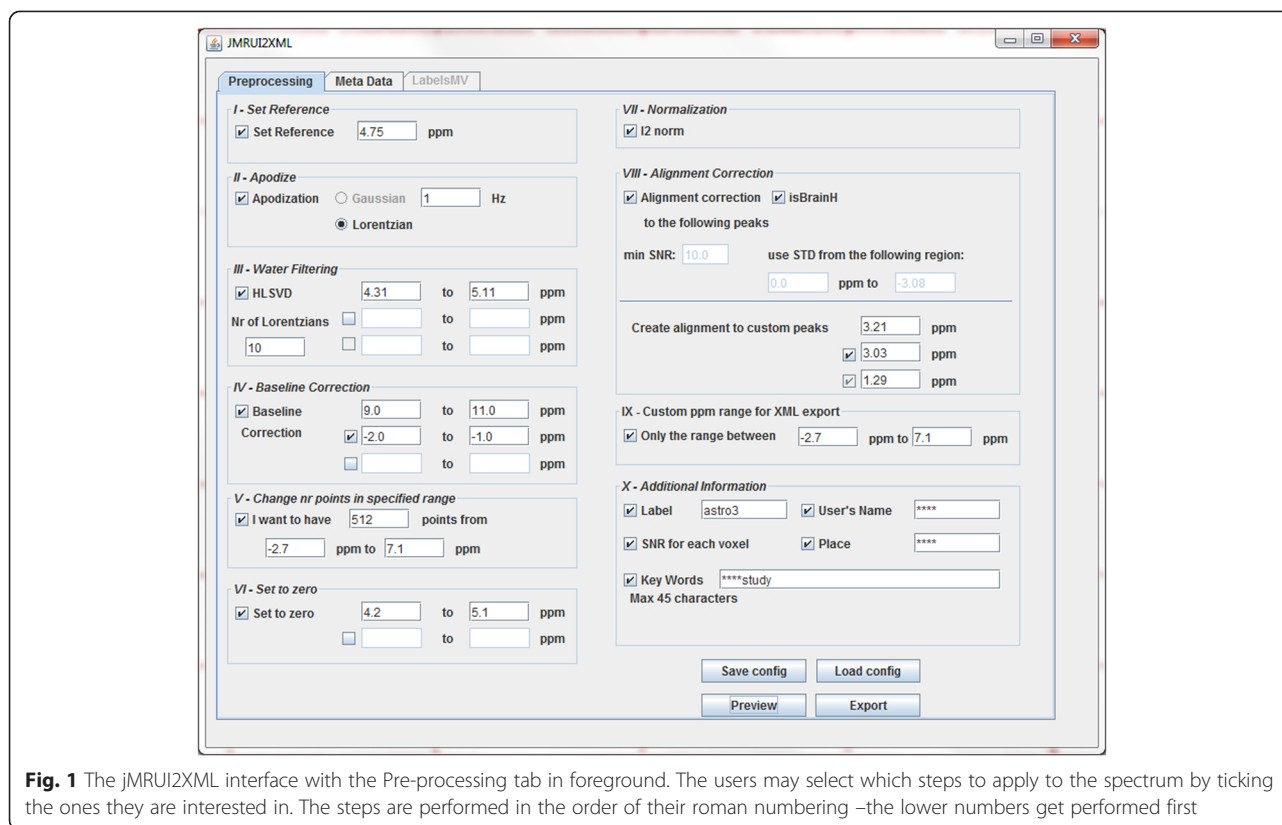 JMRUI2XML
Preprocessing Meta Data LabelsMV
I - Set Reference
Set Reference 4.75 ppm
II - Apodize
Apodization Gaussian 1 Hz
Lorentzian
III - Water Filtering
HLSVD 4.31 to 5.11 ppm
Nr of Lorentzians to ppm
10 to ppm
IV - Baseline Correction
Baseline 9.0 to 11.0 ppm
Correction -2.0 to -1.0 ppm
to ppm
V - Change nr points in specified range
I want to have 512 points from
-2.7 ppm to 7.1 ppm
VI - Set to zero
Set to zero 4.2 to 5.1 ppm
to ppm
VII - Normalization
l2 norm
VIII - Alignment Correction
Alignment correction isBrainH
to the following peaks
min SNR: 10.0 use STD from the following region:
0.0 ppm to -3.08
Create alignment to custom peaks 3.21 ppm
3.03 ppm
1.29 ppm
IX - Custom ppm range for XML export
Only the range between -2.7 ppm to 7.1 ppm
X - Additional Information
Label astro3 User's Name ****
SNR for each voxel Place ****
Key Words ****study
Max 45 characters
Save config Load config
Preview Export
Fig. 1 The jMRUI2XML interface with the Pre-processing tab in foreground. The users may select which steps to apply to the spectrum by ticking
the ones they are interested in. The steps are performed in the order of their roman numbering –the lower numbers get performed first